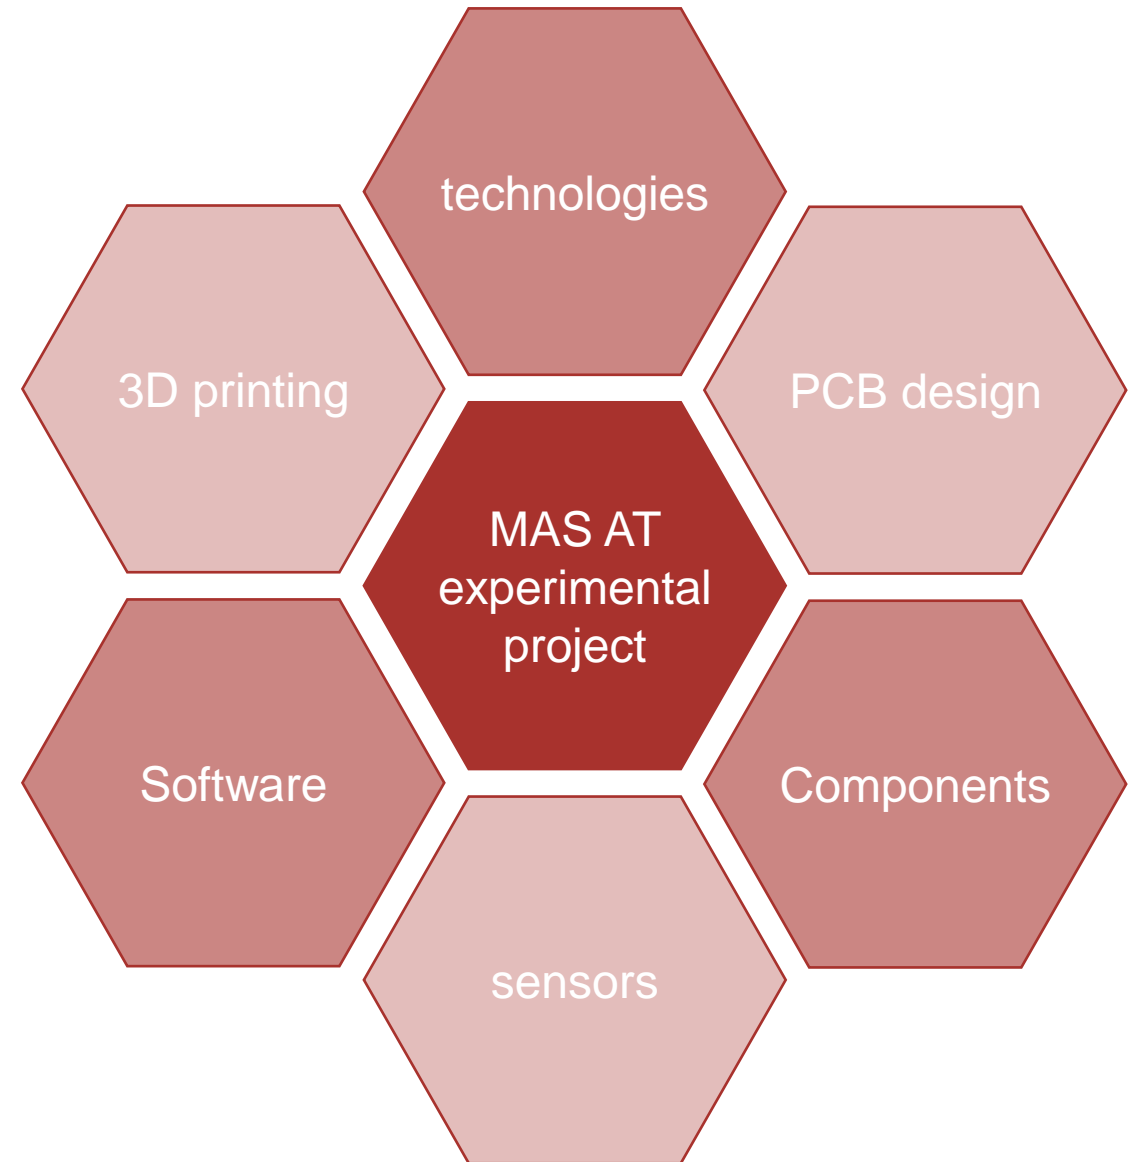 technologies
3D printing
PCB design
MAS AT
experimental
project
Software
Components
sensors